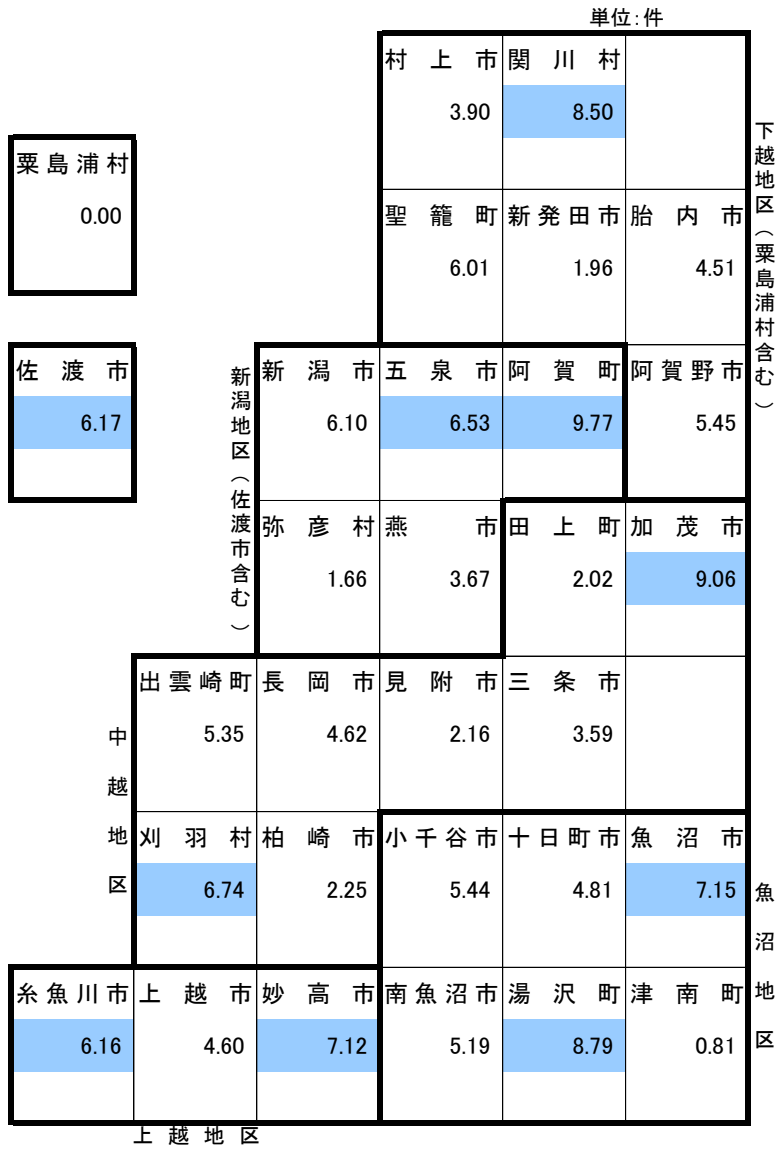 単位：件
村上市 関川村
3.90 8.50
粟島浦村
0.00
下越地区（粟島浦村含む）
聖籠町 新発田市 胎内市
6.01 1.96 4.51
佐渡市
6.17
新潟地区（佐渡市含む）
新潟市 五泉市 阿賀町 阿賀野市
6.10 6.53 9.77 5.45
弥彦村 燕市 田上町 加茂市
1.66 3.67 2.02 9.06
中越地区
出雲崎町 長岡市 見附市 三条市
5.35 4.62 2.16 3.59
刈羽村 柏崎市 小千谷市 十日町市 魚沼市
6.74 2.25 5.44 4.81 7.15
魚沼地区
糸魚川市 上越市 妙高市 南魚沼市 湯沢町 津南町
6.16 4.60 7.12 5.19 8.79 0.81
上越地区